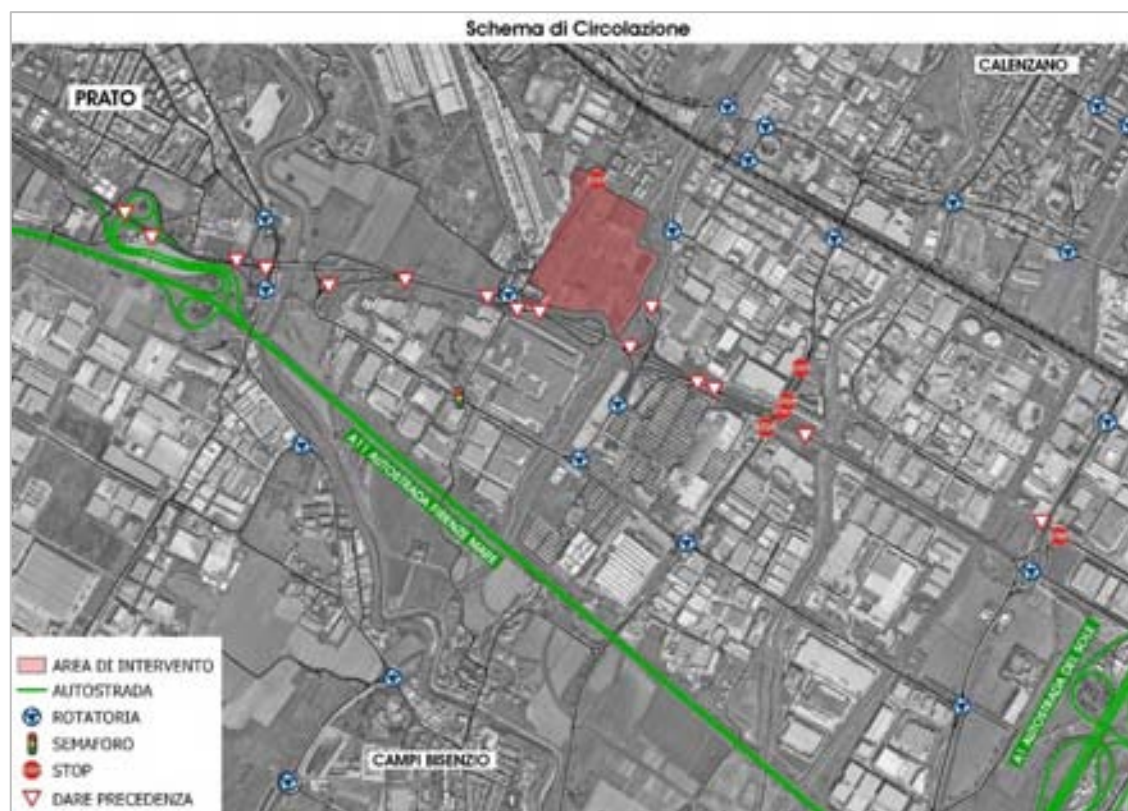 Schema di Circolazione
PRATO
CALENZANO
A11 AUTOSTRADA FIRENZE MARE
A1 AUTOSTRADA DEL SOLE
CAMPI BISENZIO
AREA DI INTERVENTO
AUTOSTRADA
ROTATORIA
SEMAFORO
STOP
DARE PRECEDENZA